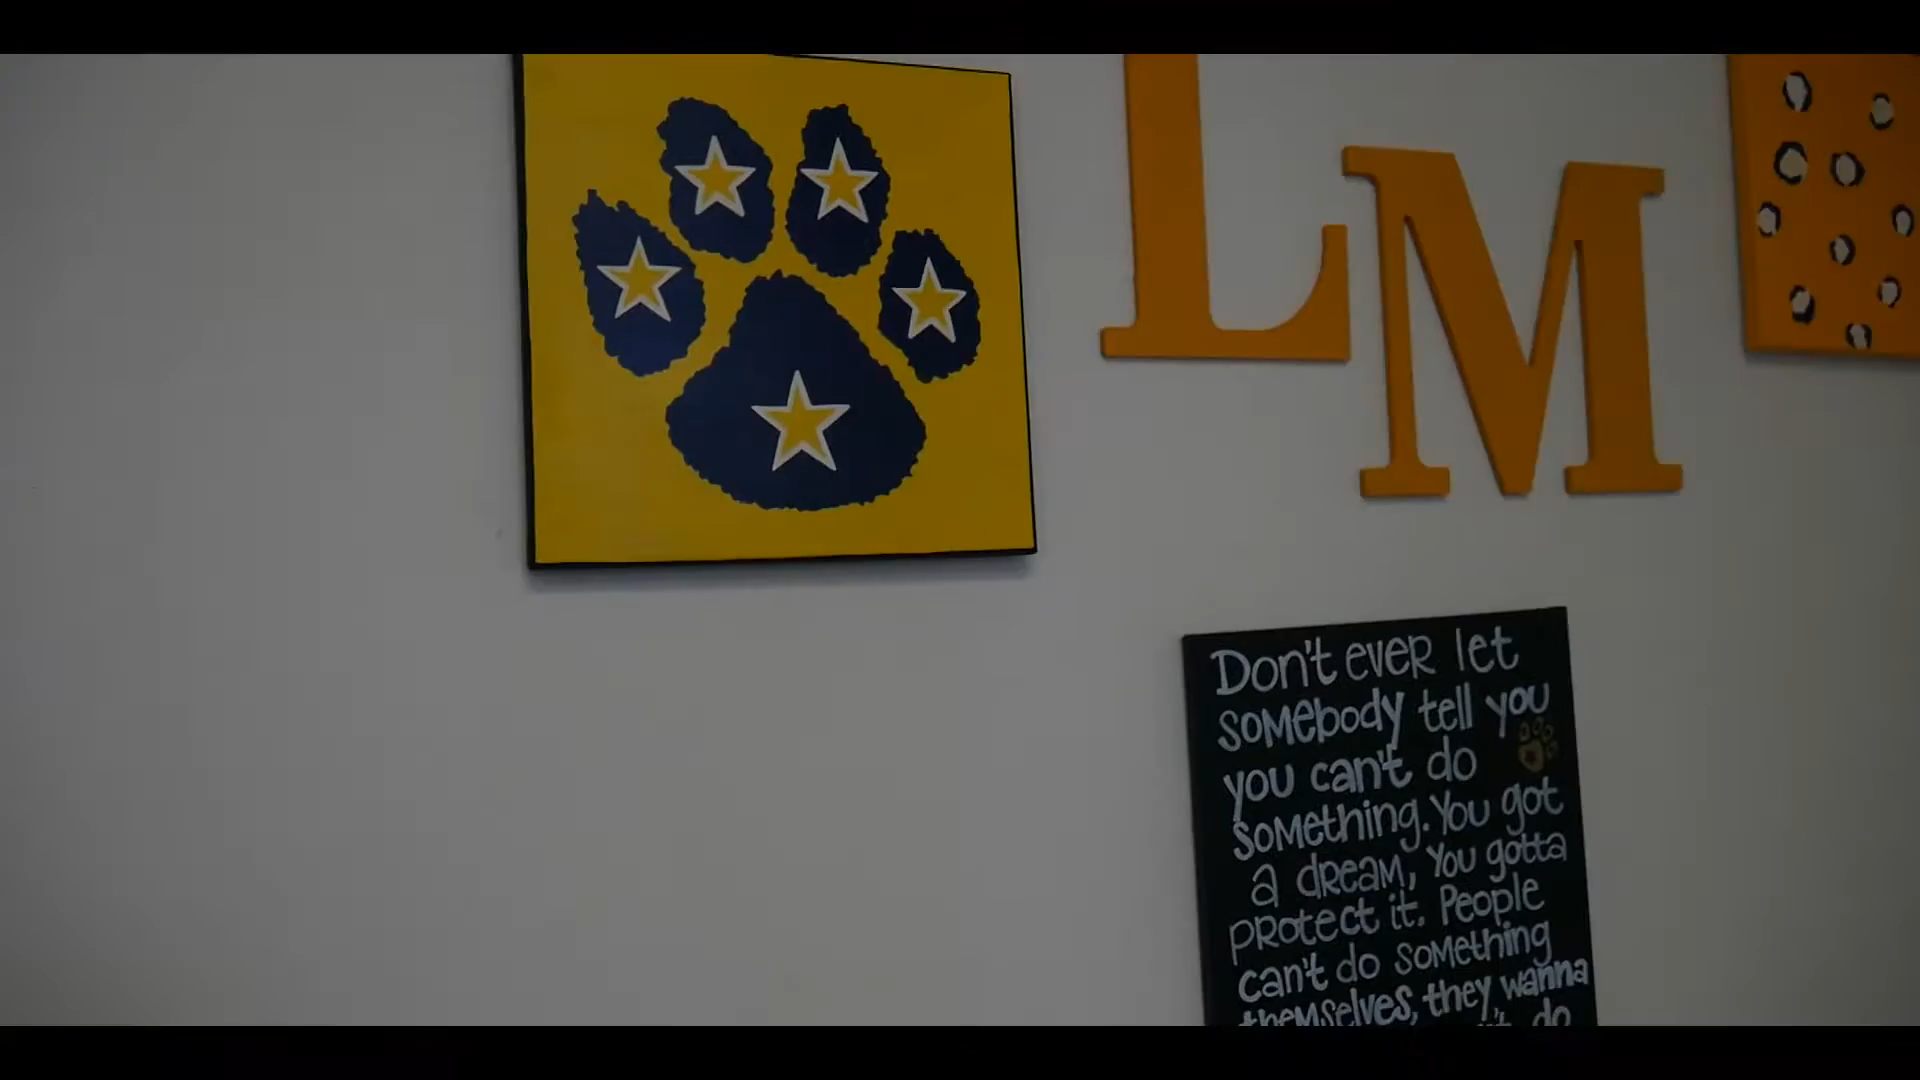 LM
Don't ever let
somebody tell you
you can't do
something. You got
a dream, You gotta
protect it. People
can't do something
themselves, they wanna
do